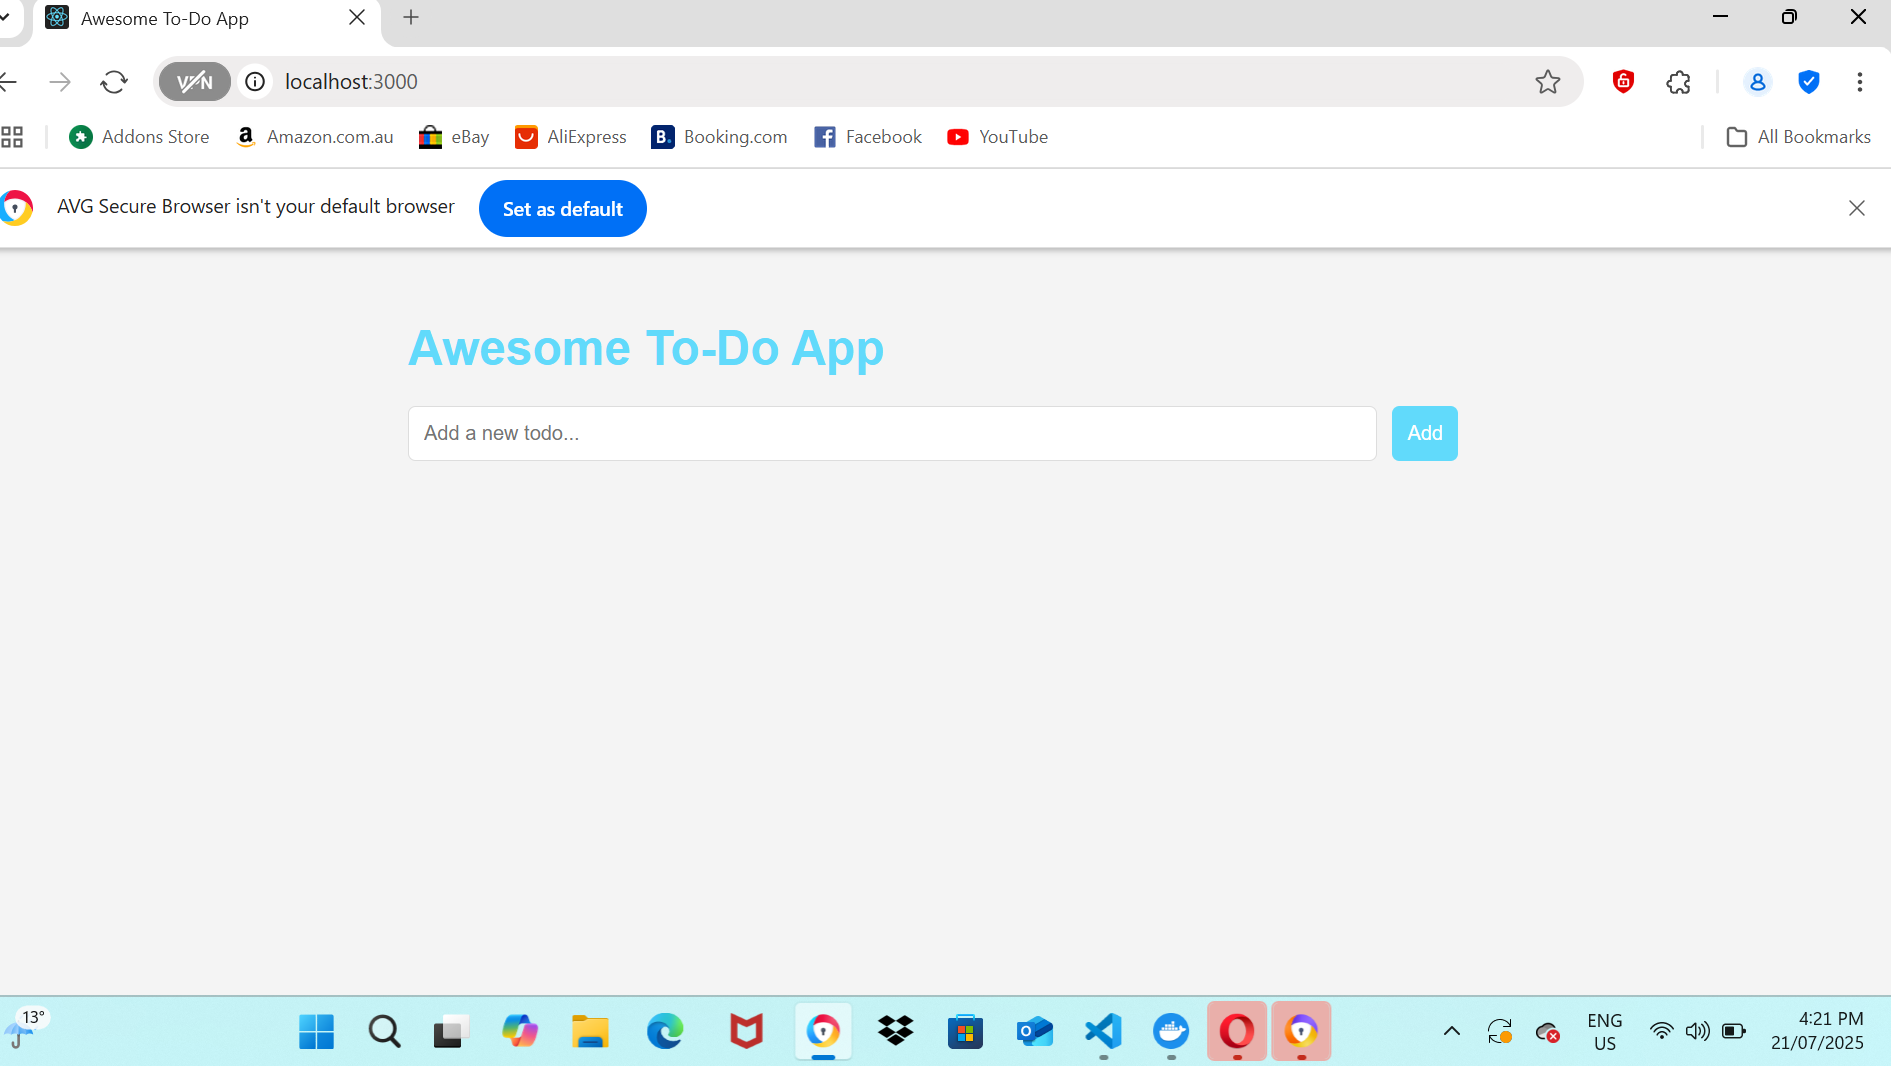 Awesome To-Do App
VPN
localhost:3000
Addons Store
Amazon.com.au
eBay
AliExpress
B.
Booking.com
Facebook
YouTube
All Bookmarks
AVG Secure Browser isn't your default browser
Set as default
Awesome To-Do App
Add a new todo...
Add
13°
ENG
US
4:21 PM
21/07/2025